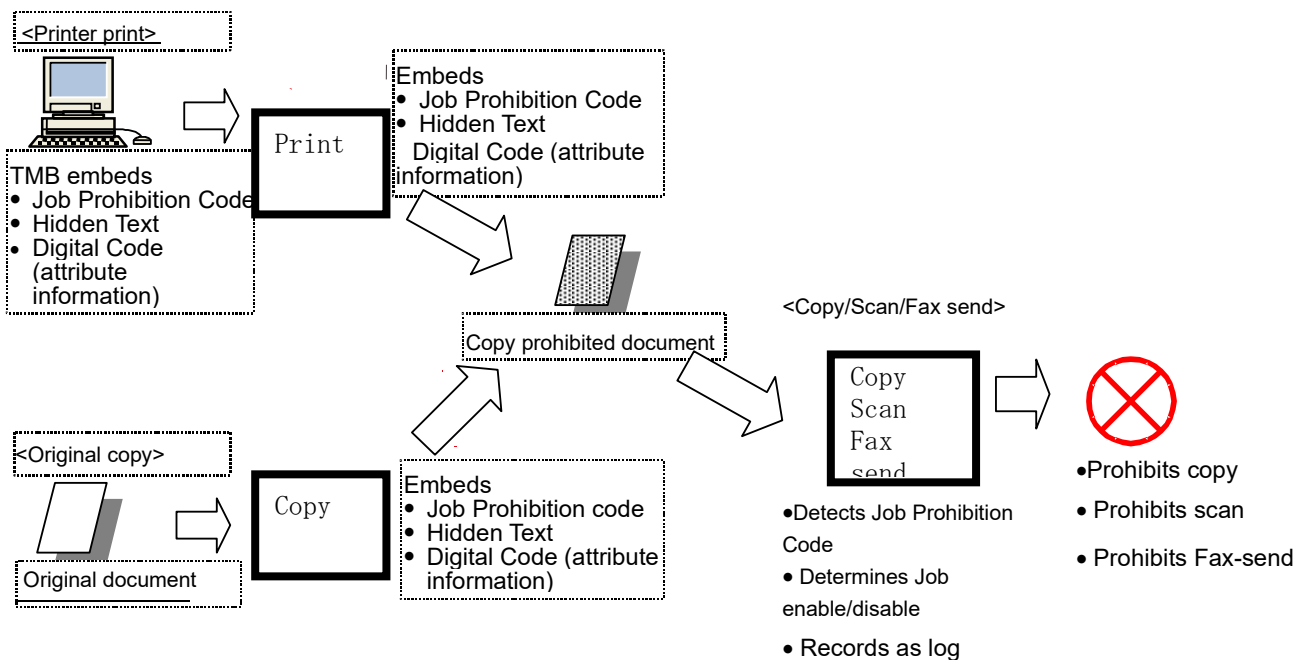 <Printer print>
TMB embeds
• Job Prohibition Code
• Hidden Text
• Digital Code
(attribute
information)
Print
Embeds
• Job Prohibition Code
• Hidden Text
Digital Code (attribute
information)
Copy prohibited document
<Original copy>
Original document
Copy
Embeds
• Job Prohibition code
• Hidden Text
• Digital Code (attribute
information)
<Copy/Scan/Fax send>
Copy
Scan
Fax
send
•Detects Job Prohibition
Code
• Determines Job
enable/disable
• Records as log
•Prohibits copy
• Prohibits scan
• Prohibits Fax-send